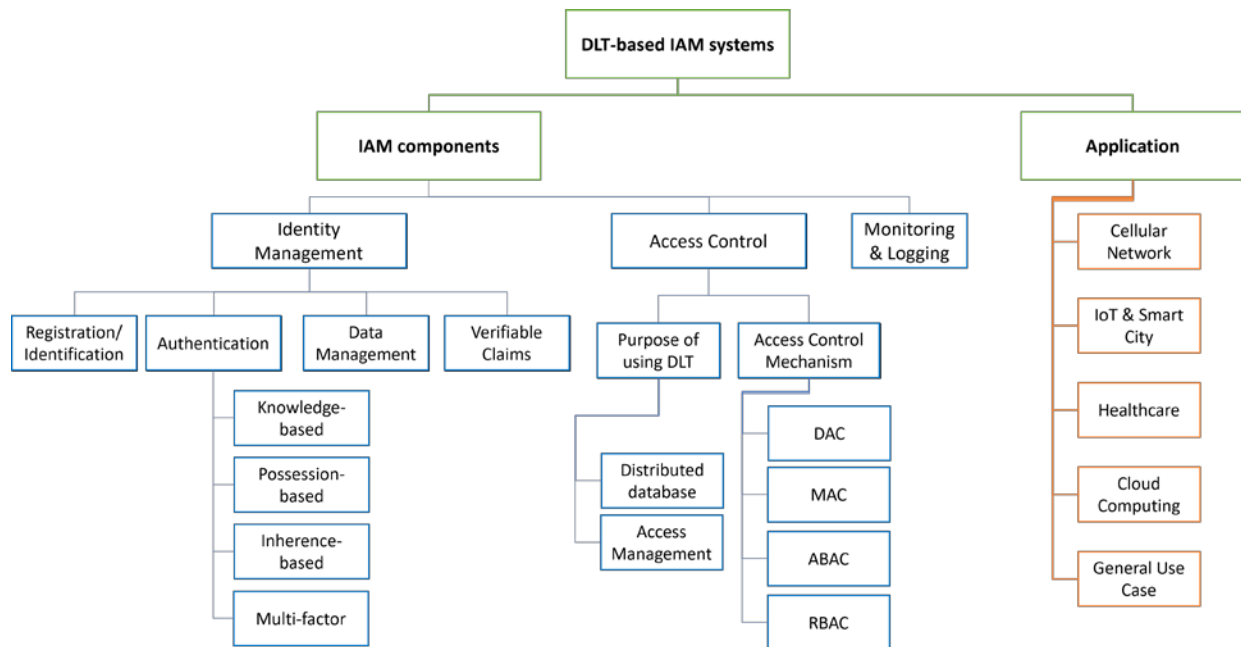 DLT-based IAM systems
IAM components
Application
Identity
Management
Access Control
Monitoring
& Logging
Cellular
Network
Registration/
Identification
Authentication
Data
Management
Verifiable
Claims
Purpose of
using DLT
Access Control
Mechanism
IoT & Smart
City
Knowledge-
based
Possession-
based
Inherence-
based
Multi-factor
Distributed
database
Access
Management
DAC
MAC
ABAC
RBAC
Healthcare
Cloud
Computing
General Use
Case